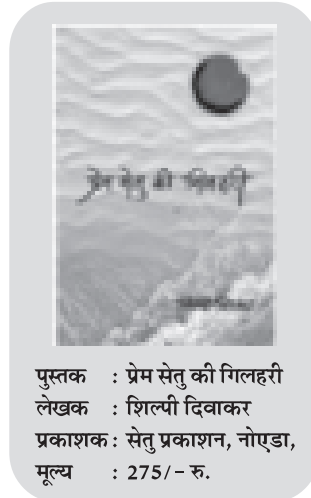 प्रेम सेतु की गिलहरी
पुस्तक : प्रेम सेतु की गिलहरी
लेखक : शिल्पी दिवाकर
प्रकाशक : सेतु प्रकाशन, नोएडा,
मूल्य : 275/- रु.